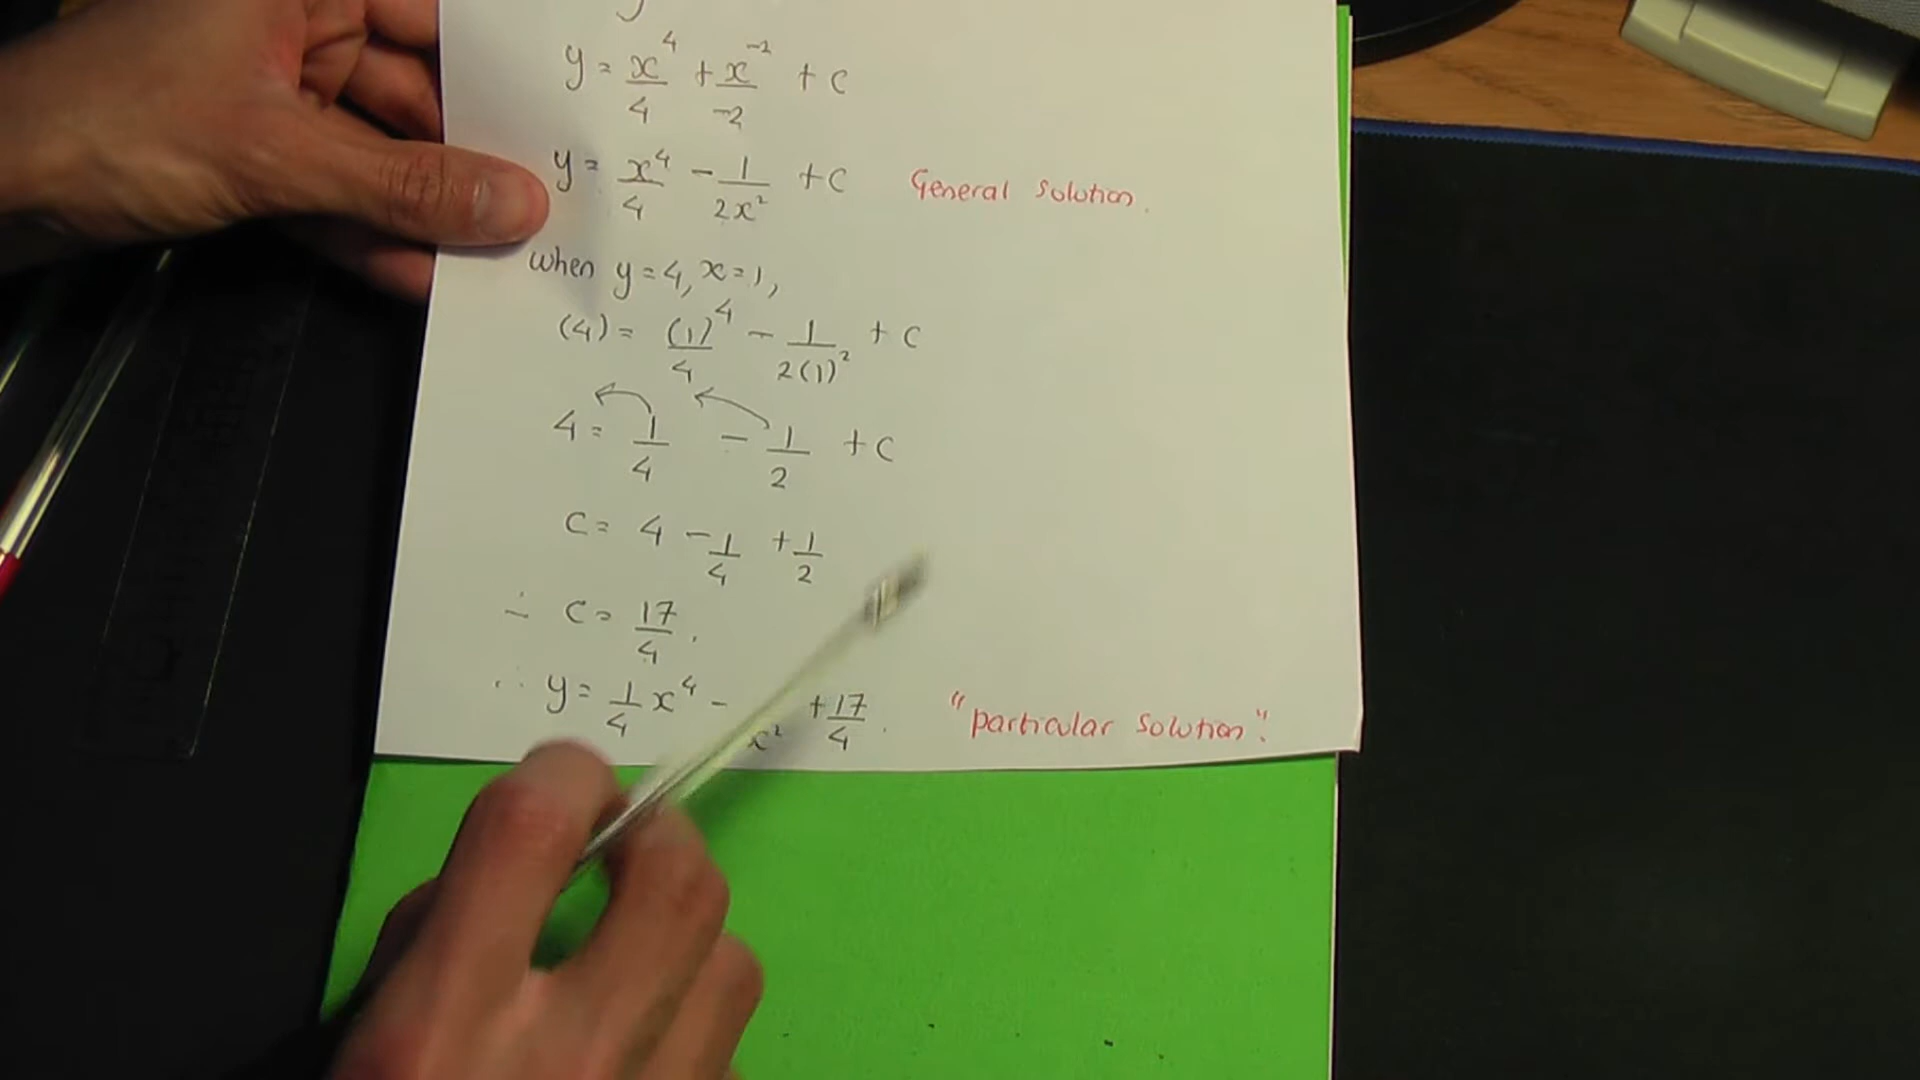 y = x^4/4 + x^-2/-2 + c
y = x^4/4 - 1/2x^2 + c General Solution.
when y = 4, x = 1,
(4) = (1)^4/4 - 1/2(1)^2 + c
4 = 1/4 - 1/2 + c
c = 4 - 1/4 + 1/2
∴ c = 17/4.
∴ y = 1/4 x^4 - x^2 + 17/4. "particular solution".